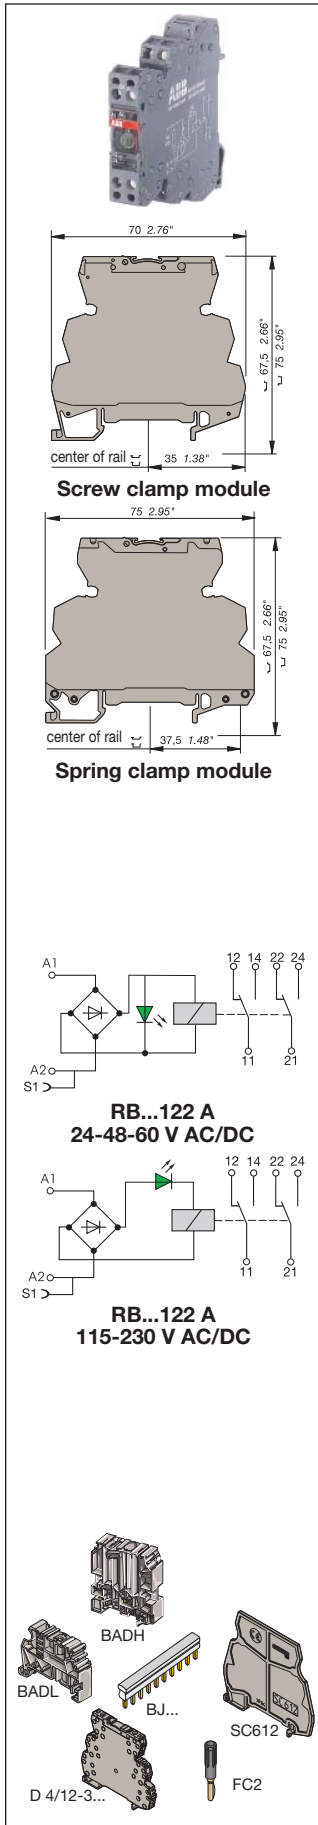 ABB
ABB
70 2.76"
67,5 2.66"
75 2.95"
center of rail
35 1.38"
Screw clamp module
75 2.95"
67,5 2.66"
75 2.95"
center of rail
37,5 1.48"
Spring clamp module
A1
12 14 22 24
A2
S1
11 21
RB...122 A
24-48-60 V AC/DC
A1
12 14 22 24
A2
S1
11 21
RB...122 A
115-230 V AC/DC
BADH
BADL
BJ...
SC612
SC612
D 4/12-3...
FC2